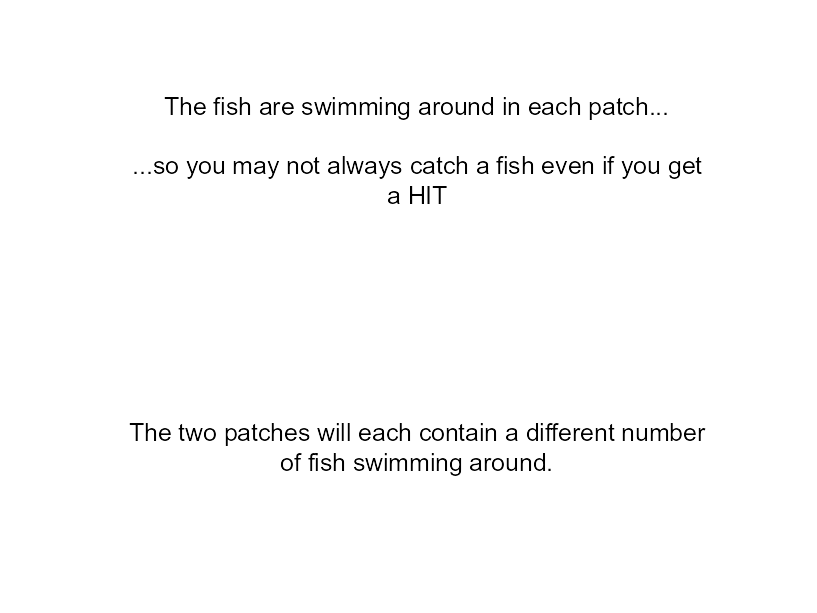 The fish are swimming around in each patch...
...so you may not always catch a fish even if you get
a HIT
The two patches will each contain a different number
of fish swimming around.